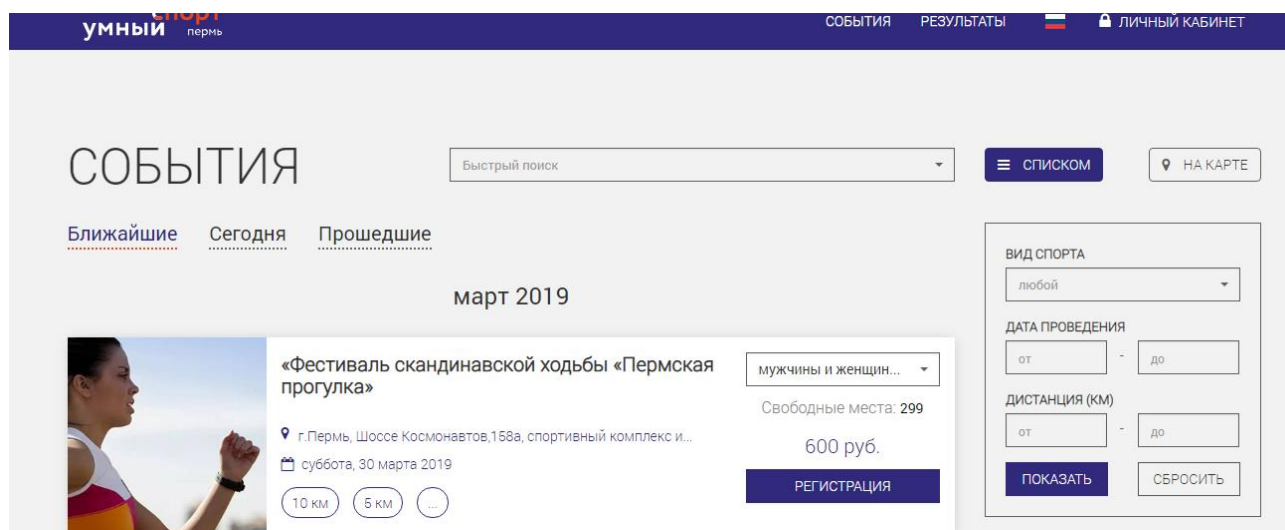 спорт
умный пермь
СОБЫТИЯ РЕЗУЛЬТАТЫ ЛИЧНЫЙ КАБИНЕТ
СОБЫТИЯ
Быстрый поиск
СПИСКОМ
НА КАРТЕ
Ближайшие Сегодня Прошедшие
март 2019
«Фестиваль скандинавской ходьбы «Пермская
прогулка»
г.Пермь, Шоссе Космонавтов,158а, спортивный комплекс и...
суббота, 30 марта 2019
10 км 5 км ...
мужчины и женщин...
Свободные места: 299
600 руб.
РЕГИСТРАЦИЯ
ВИД СПОРТА
любой
ДАТА ПРОВЕДЕНИЯ
от - до
ДИСТАНЦИЯ (КМ)
от - до
ПОКАЗАТЬ СБРОСИТЬ